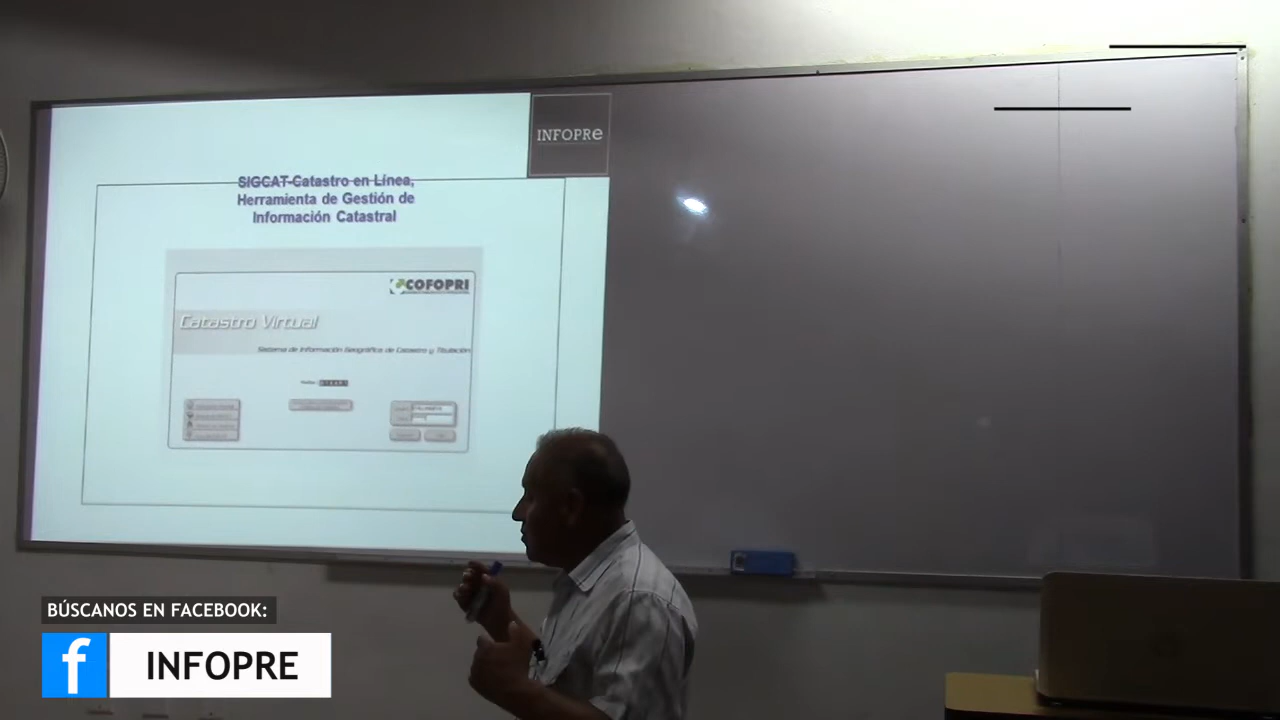 INFOPRe
SIGCAT-Catastro en Línea,
Herramienta de Gestión de
Información Catastral
COFOPRI
Catastro Virtual
Sistema de Información Geográfica de Catastro y Titulación
BÚSCANOS EN FACEBOOK:
f INFOPRE